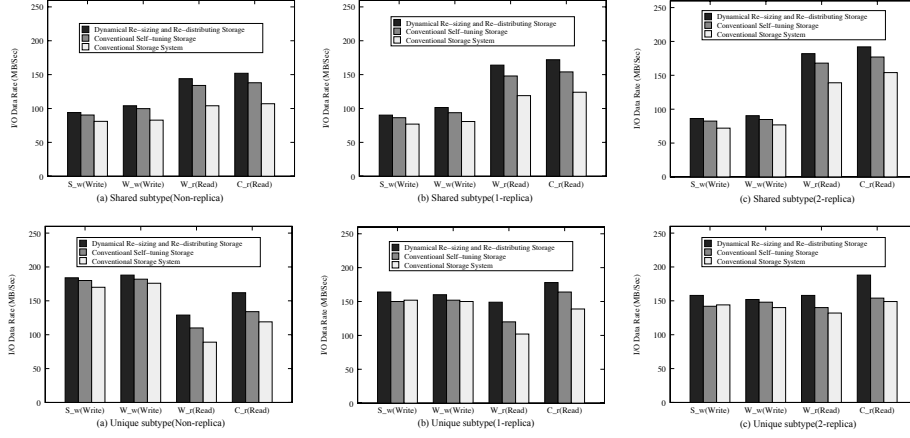 250
200
150
100
50
0
I/O Data Rate (MB/Sec)
Dynamical Re-sizing and Re-distributing Storage
Conventioanl Self-tuning Storage
Conventional Storage System
S_w(Write) W_w(Write) W_r(Read) C_r(Read)
(a) Shared subtype(Non-replica)
250
200
150
100
50
0
I/O Data Rate (MB/Sec)
Dynamical Re-sizing and Re-distributing Storage
Conventioanl Self-tuning Storage
Conventional Storage System
S_w(Write) W_w(Write) W_r(Read) C_r(Read)
(b) Shared subtype(1-replica)
250
200
150
100
50
0
I/O Data Rate (MB/Sec)
Dynamical Re-sizing and Re-distributing Storage
Conventioanl Self-tuning Storage
Conventional Storage System
S_w(Write) W_w(Write) W_r(Read) C_r(Read)
(c) Shared subtype(2-replica)
250
200
150
100
50
0
I/O Data Rate (MB/Sec)
Dynamical Re-sizing and Re-distributing Storage
Conventioanl Self-tuning Storage
Conventional Storage System
S_w(Write) W_w(Write) W_r(Read) C_r(Read)
(a) Unique subtype(Non-replica)
250
200
150
100
50
0
I/O Data Rate (MB/Sec)
Dynamical Re-sizing and Re-distributing Storage
Conventioanl Self-tuning Storage
Conventional Storage System
S_w(Write) W_w(Write) W_r(Read) C_r(Read)
(b) Unique subtype(1-replica)
250
200
150
100
50
0
I/O Data Rate (MB/Sec)
Dynamical Re-sizing and Re-distributing Storage
Conventioanl Self-tuning Storage
Conventional Storage System
S_w(Write) W_w(Write) W_r(Read) C_r(Read)
(c) Unique subtype(2-replica)